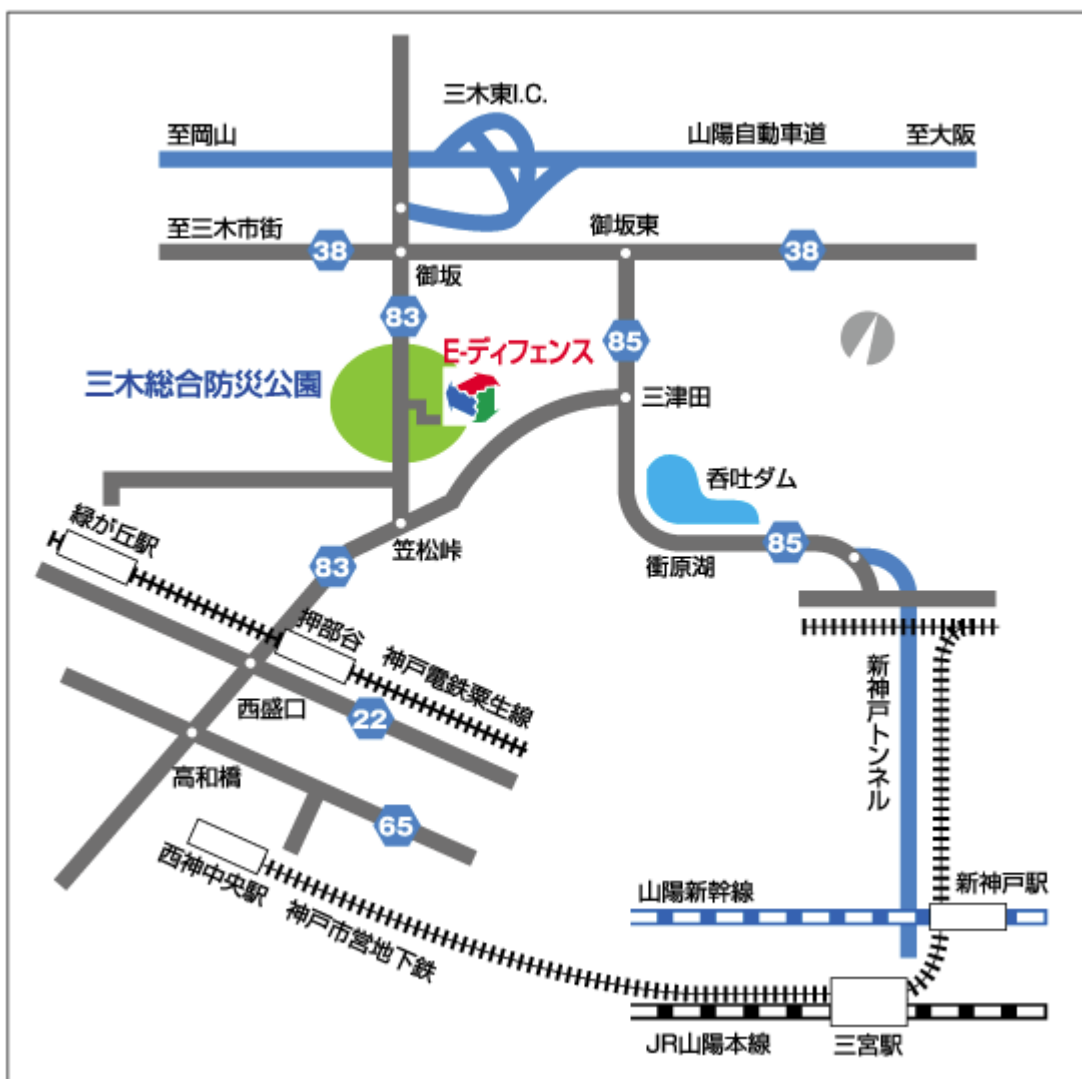 三木東I.C.
至岡山
山陽自動車道
至大阪
至三木市街
御坂東
38
38
御坂
83
85
E-ディフェンス
三木総合防災公園
三津田
呑吐ダム
緑が丘駅
笠松峠
衝原湖
85
83
押部谷
神戸電鉄粟生線
西盛口
22
新神戸トンネル
高和橋
65
西神中央駅
神戸市営地下鉄
山陽新幹線
新神戸駅
JR山陽本線
三宮駅